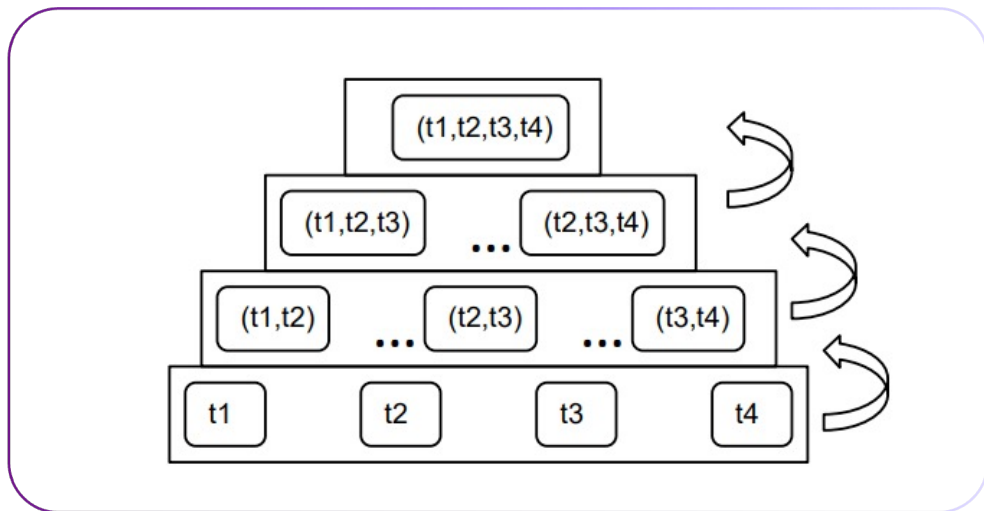 (t1,t2,t3,t4)
(t1,t2,t3) ... (t2,t3,t4)
(t1,t2) ... (t2,t3) ... (t3,t4)
t1 t2 t3 t4